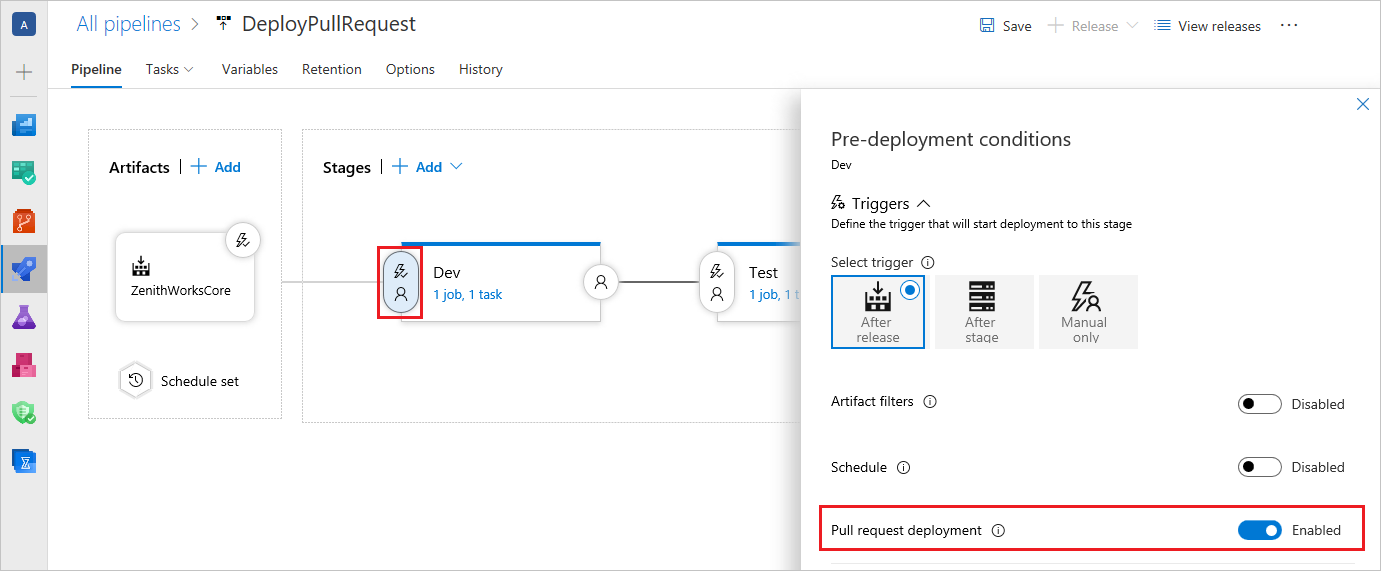 A
All pipelines > DeployPullRequest
Save
Release
View releases
Pipeline
Tasks
Variables
Retention
Options
History
Artifacts | + Add
ZenithWorksCore
Schedule set
Stages | + Add
Dev
1 job, 1 task
Test
1 job, 1 t
Pre-deployment conditions
Dev
Triggers
Define the trigger that will start deployment to this stage
Select trigger
After
release
After
stage
Manual
only
Artifact filters
Disabled
Schedule
Disabled
Pull request deployment
Enabled